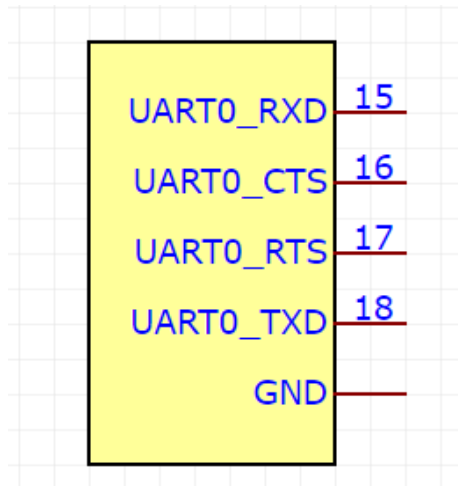 UART0_RXD 15
UART0_CTS 16
UART0_RTS 17
UART0_TXD 18
GND